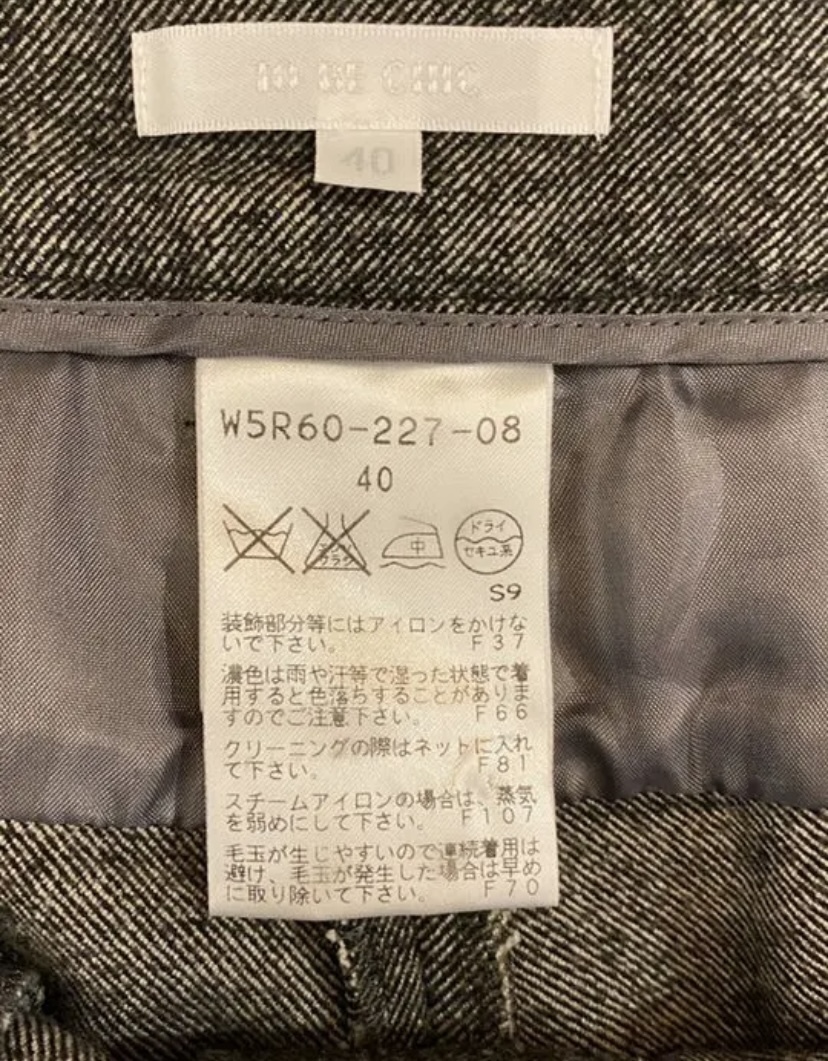 DE CHIC
40
W5R60-227-08
40
中
ドライ
セキユ系
S9
装飾部分等にはアイロンをかけな
いで下さい。 F37
濃色は雨や汗等で湿った状態で着
用すると色落ちすることがありま
すのでご注意下さい。 F66
クリーニングの際はネットに入れ
て下さい。 F81
スチームアイロンの場合は、蒸気
を弱めにして下さい。 F107
毛玉が生じやすいので連続着用は
避け、毛玉が発生した場合は早め
に取り除いて下さい。 F70